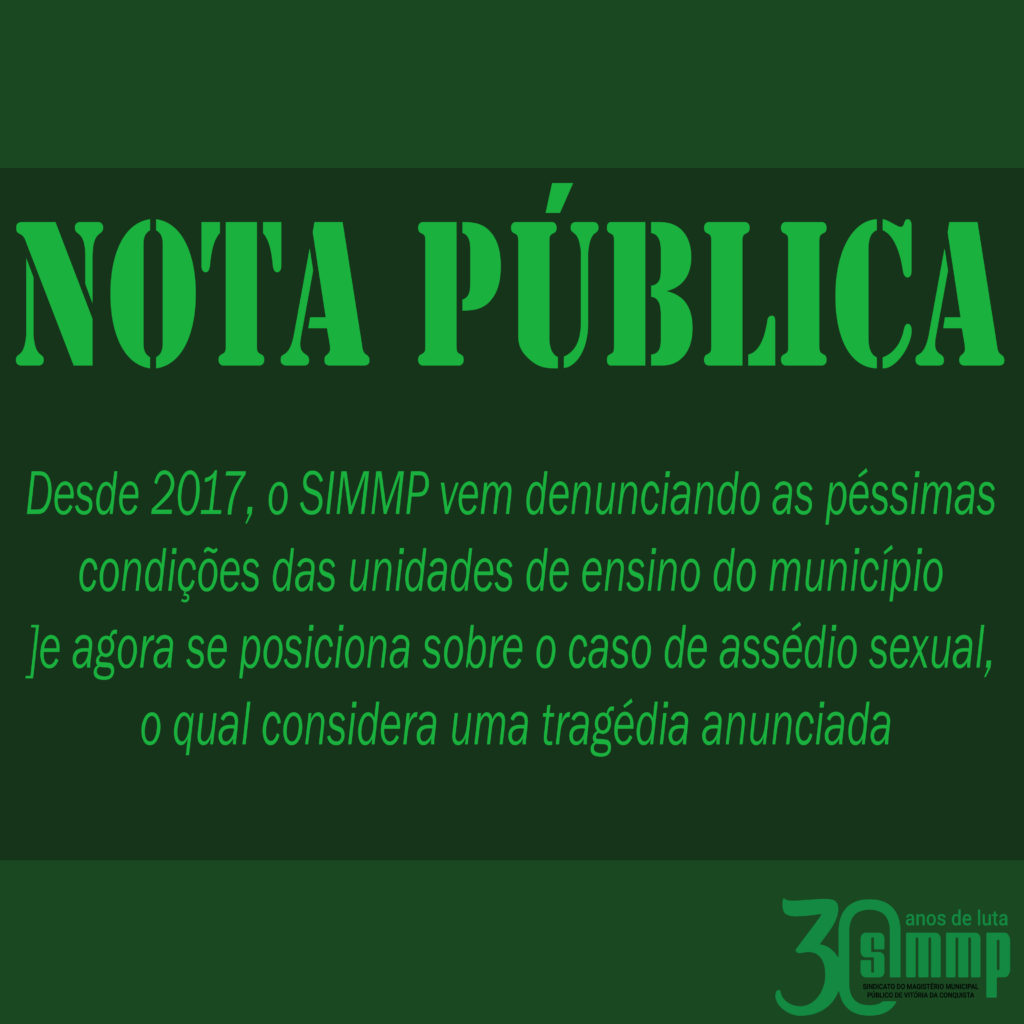 NOTA PÚBLICA
Desde 2017, o SIMMP vem denunciando as péssimas
condições das unidades de ensino do município
]e agora se posiciona sobre o caso de assédio sexual,
o qual considera uma tragédia anunciada
30 anos de luta
sımmp
SINDICATO DO MAGISTÉRIO MUNICIPAL
PÚBLICO DE VITÓRIA DA CONQUISTA